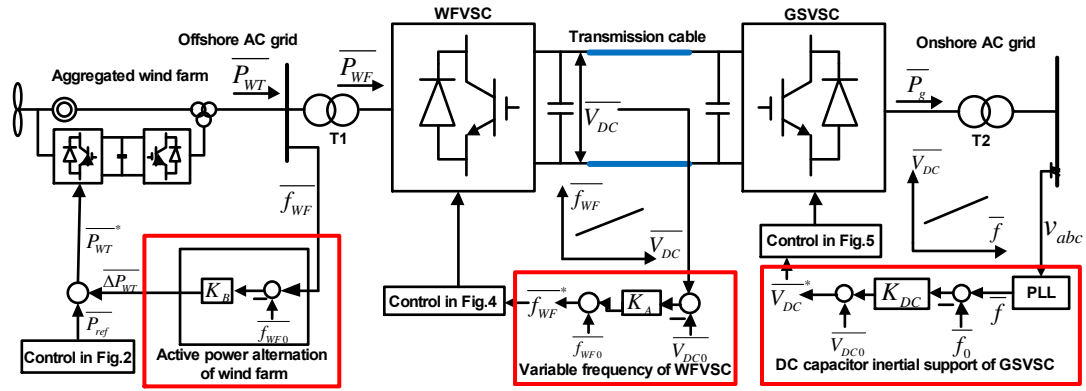 WFVSC
GSVSC
Offshore AC grid
Transmission cable
Onshore AC grid
Aggregated wind farm
P_WT
P_WF
P_g
T1
V_DC
T2
f_WF
f_WF
V_DC
V_DC
f
v_abc
P_WT*
ΔP_WT
K_B
f_WF0
P_ref
Control in Fig.2
Active power alternation
of wind farm
Control in Fig.4
f_WF*
K_A
f_WF0
V_DC0
Variable frequency of WFVSC
Control in Fig.5
V_DC*
K_DC
f
PLL
V_DC0
f_0
DC capacitor inertial support of GSVSC